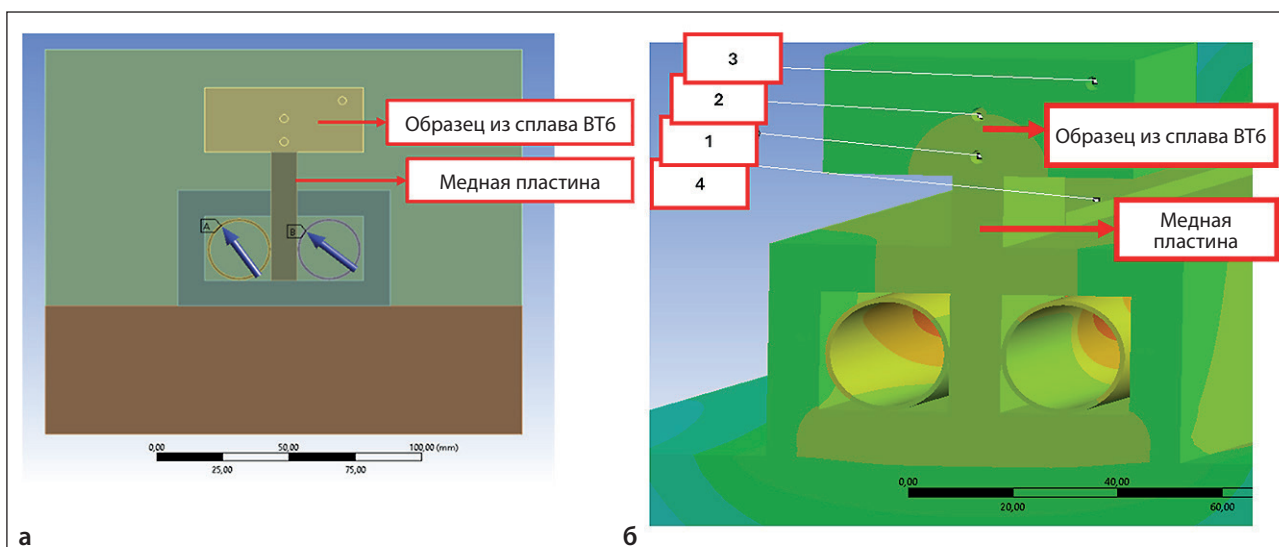 Образец из сплава ВТ6
Медная пластина
A
B
0,00
50,00
100,00 (mm)
25,00
75,00
а
3
2
1
4
Образец из сплава ВТ6
Медная
пластина
0,00
40,00
20,00
60,00
б